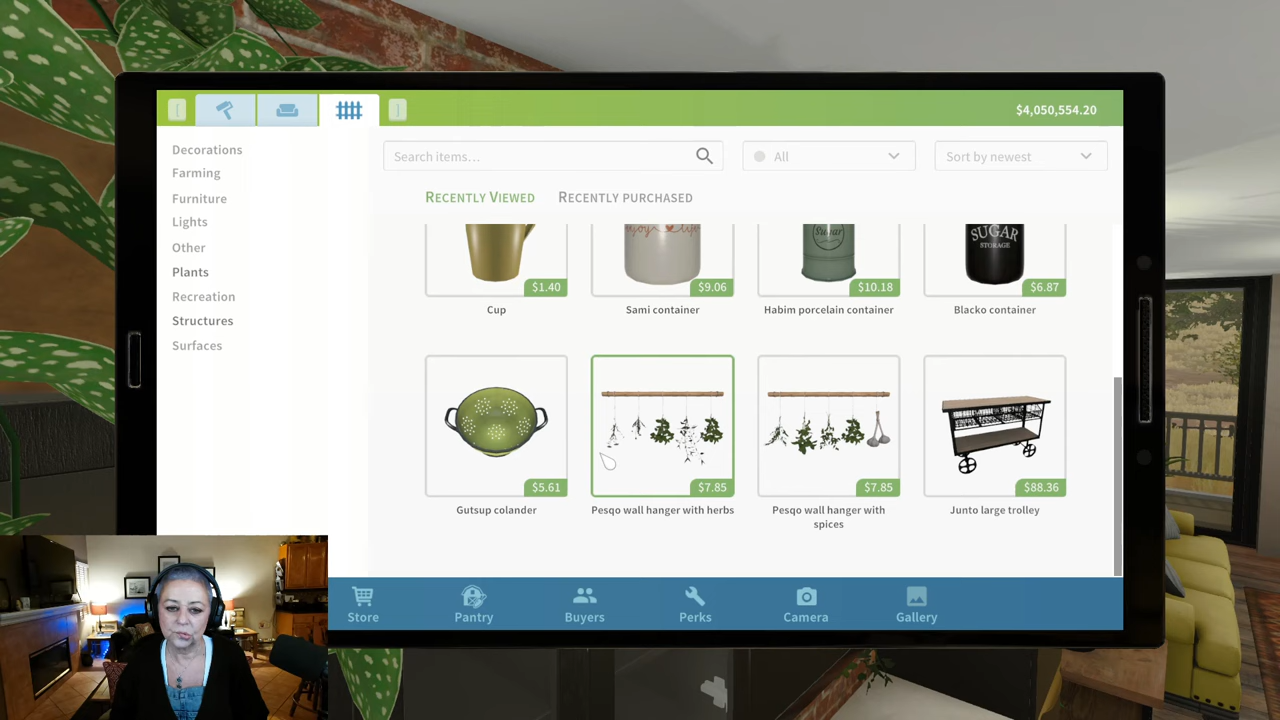 [
]
$4,050,554.20
Decorations
Farming
Furniture
Lights
Other
Plants
Recreation
Structures
Surfaces
Search items...
All
Sort by newest
RECENTLY VIEWED
RECENTLY PURCHASED
Enjoy life
Sugar
SUGAR
STORAGE
$1.40
$9.06
$10.18
$6.87
Cup
Sami container
Habim porcelain container
Blacko container
$5.61
$7.85
$7.85
$88.36
Gutsup colander
Pesqo wall hanger with herbs
Pesqo wall hanger with
spices
Junto large trolley
Store
Pantry
Buyers
Perks
Camera
Gallery